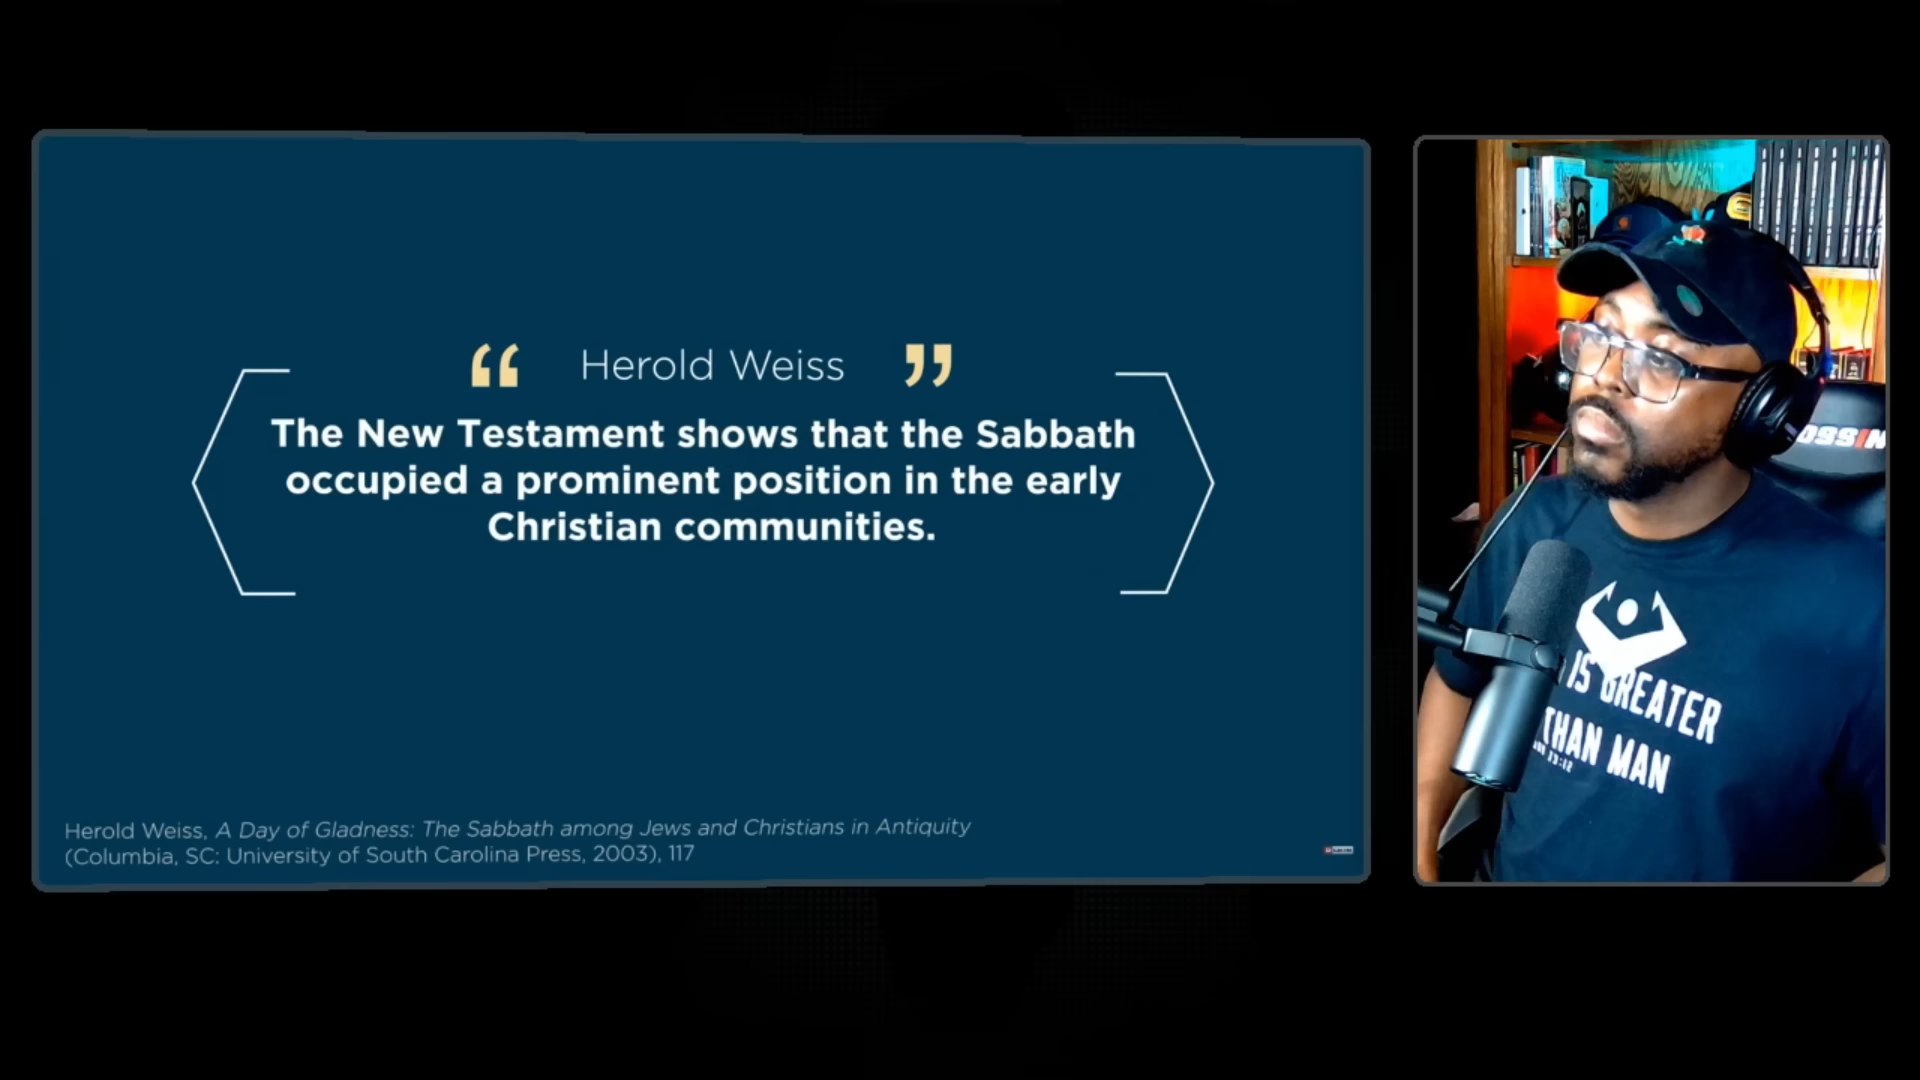 “ Herold Weiss ”
The New Testament shows that the Sabbath
occupied a prominent position in the early
Christian communities.
Herold Weiss, A Day of Gladness: The Sabbath among Jews and Christians in Antiquity
(Columbia, SC: University of South Carolina Press, 2003), 117
IS GREATER
THAN MAN